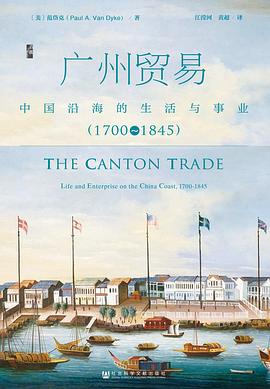 [美] 范岱克 (Paul A. Van Dyke) 著
江滢河 黄超 译
广州贸易
中国沿海的生活与事业
(1700~1845)
THE CANTON TRADE
Life and Enterprise on the China Coast, 1700-1845
社会科学文献出版社